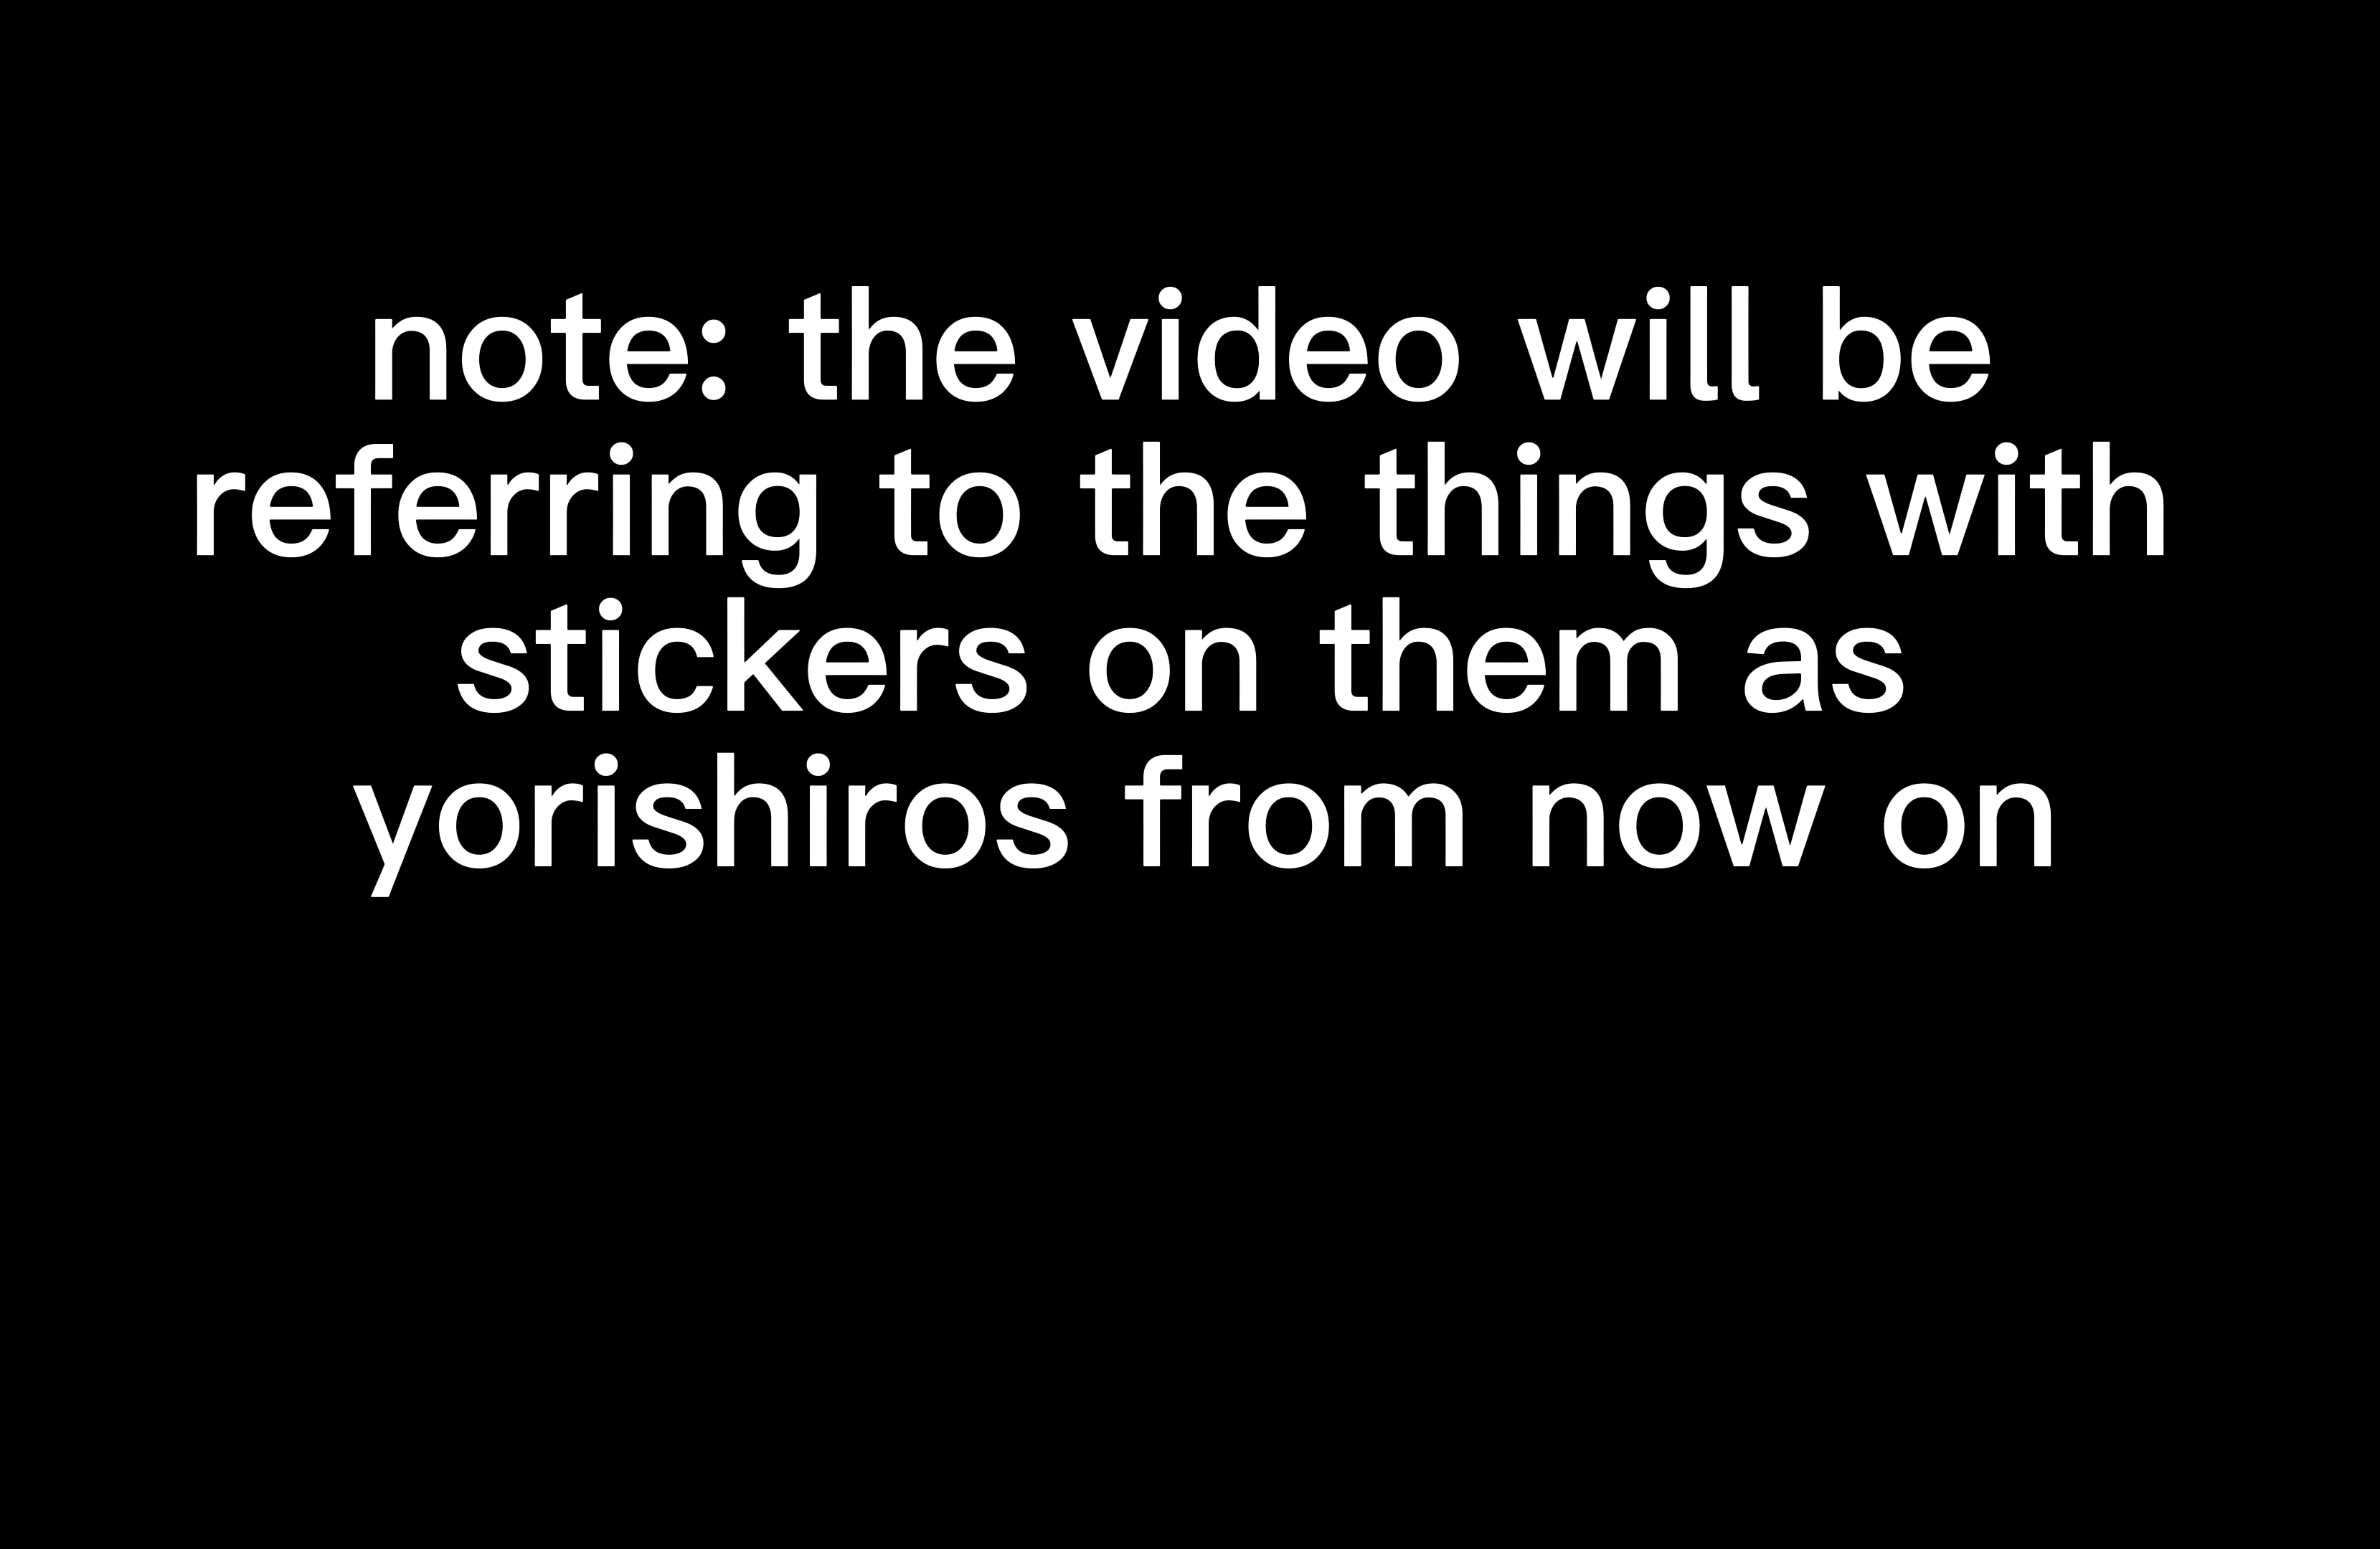 note: the video will be
referring to the things with
stickers on them as
yorishiros from now on